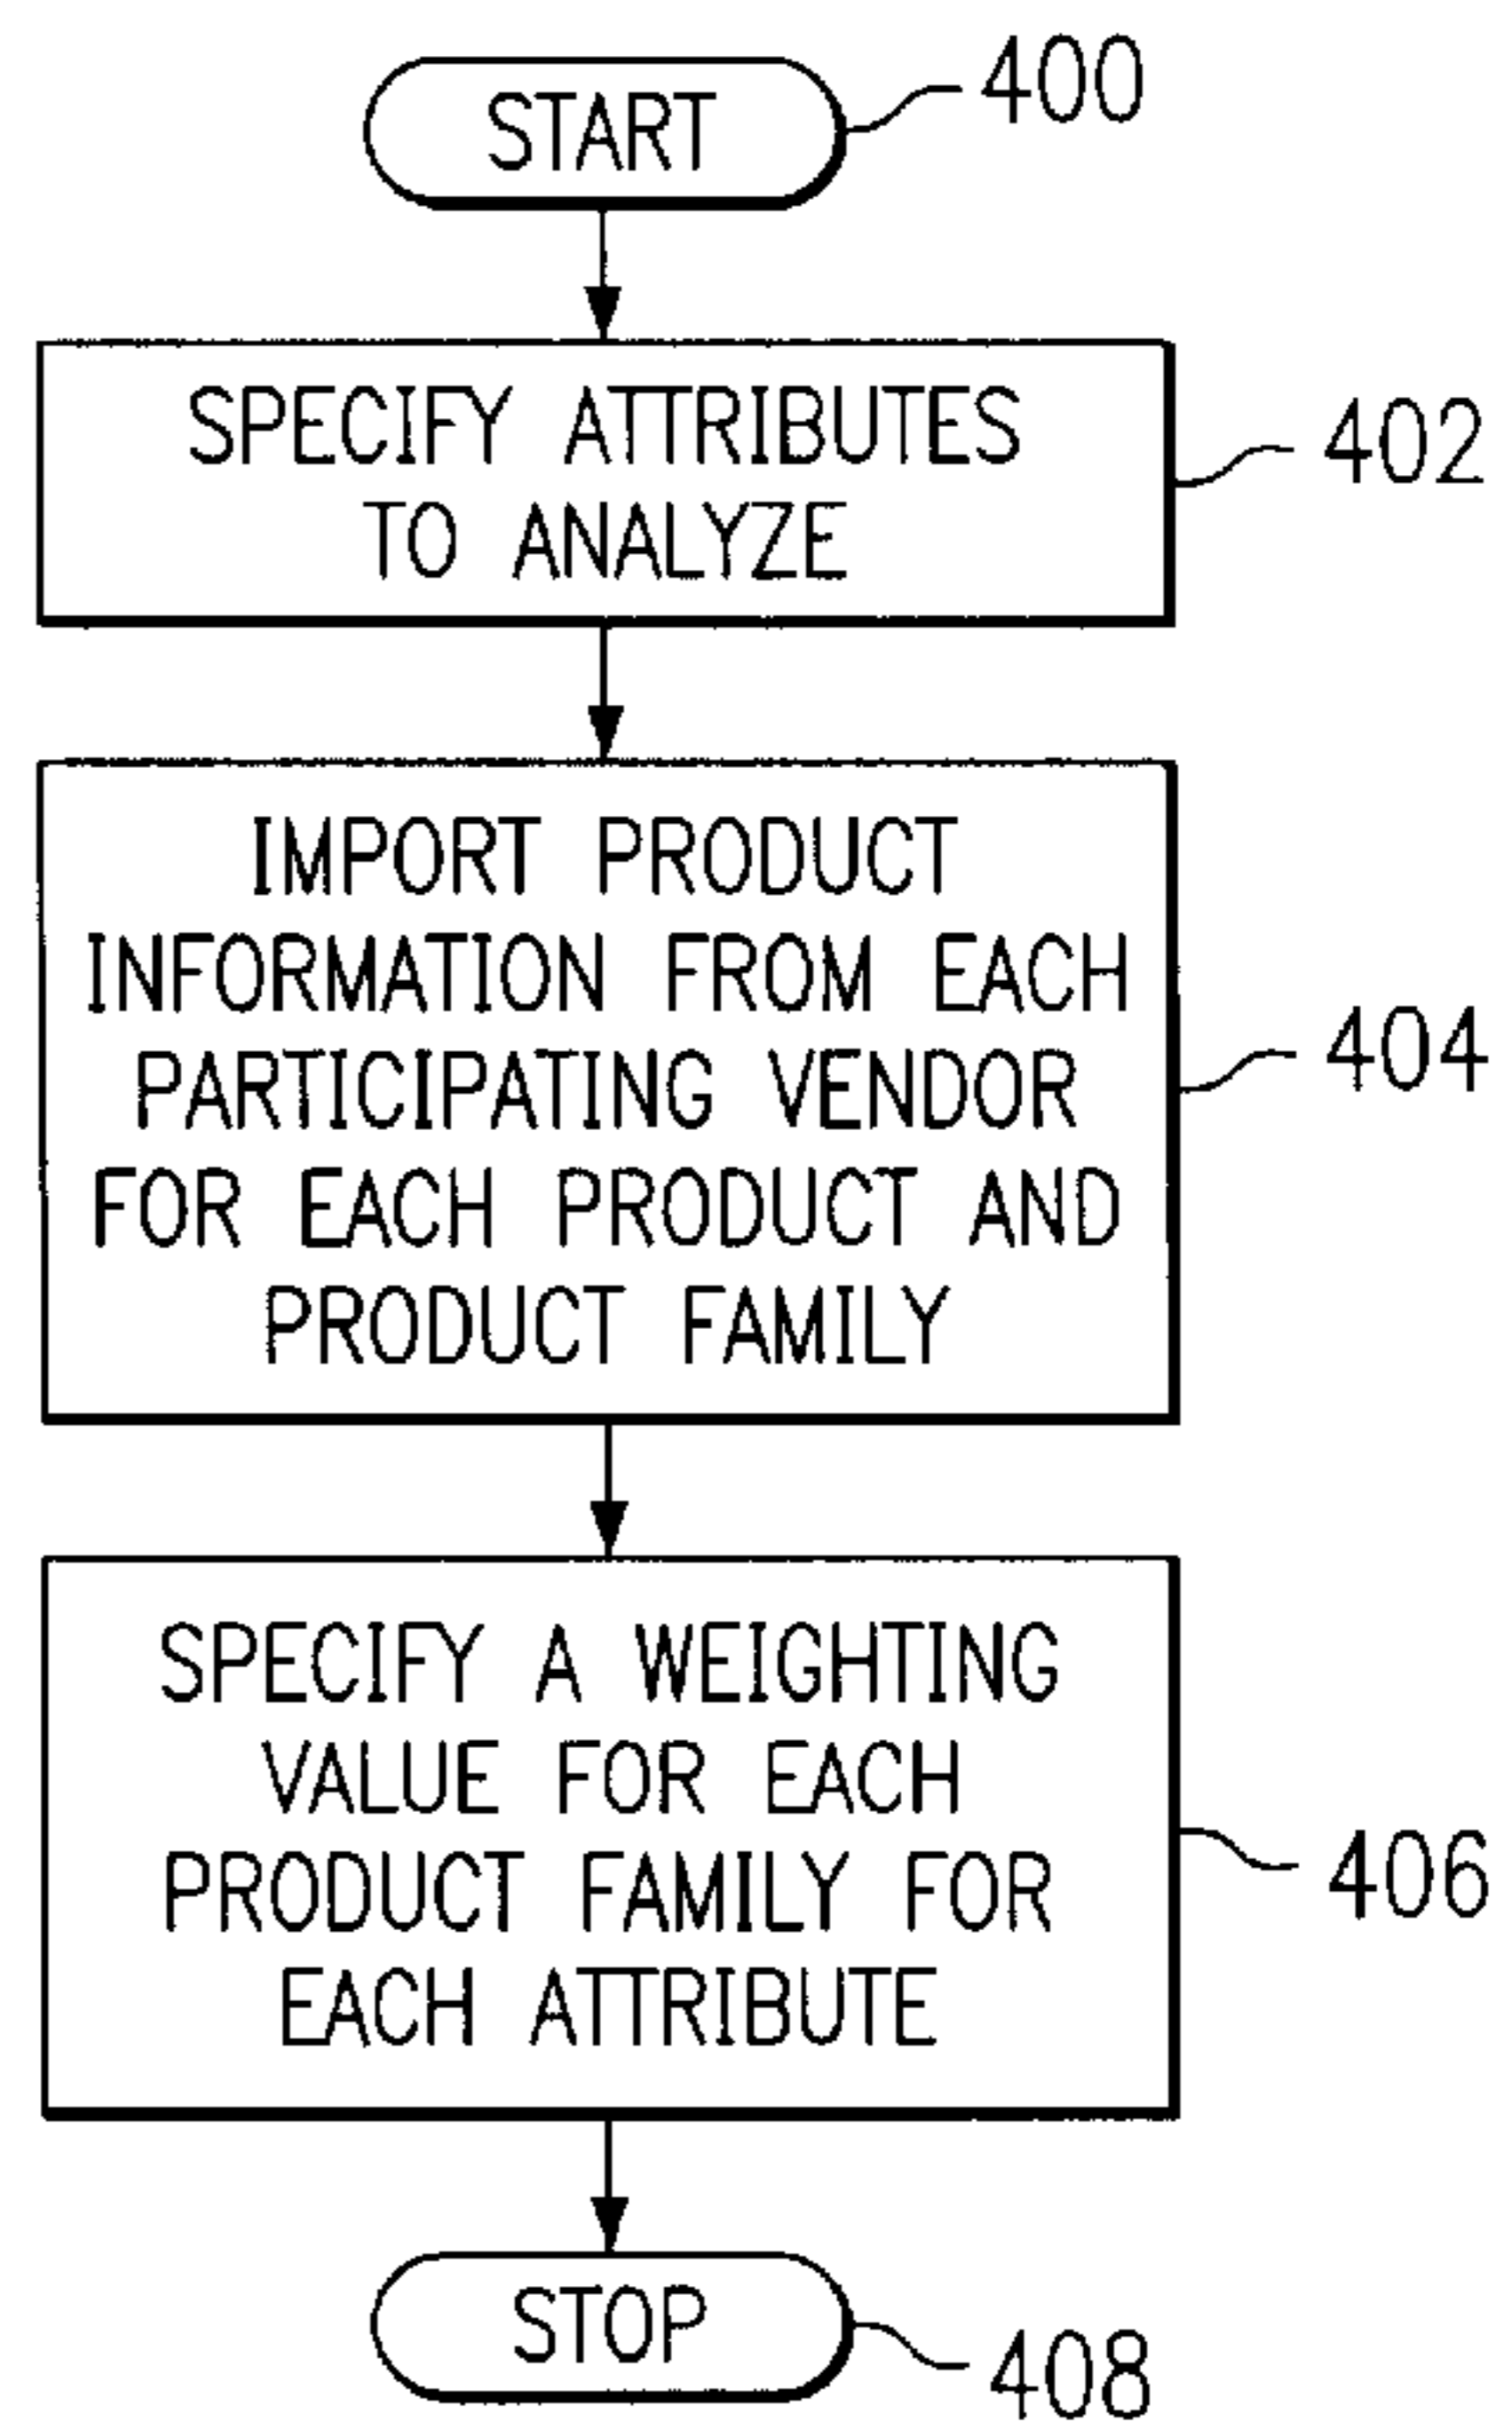 START
400
SPECIFY ATTRIBUTES
TO ANALYZE
402
IMPORT PRODUCT
INFORMATION FROM EACH
PARTICIPATING VENDOR
FOR EACH PRODUCT AND
PRODUCT FAMILY
404
SPECIFY A WEIGHTING
VALUE FOR EACH
PRODUCT FAMILY FOR
EACH ATTRIBUTE
406
STOP
408